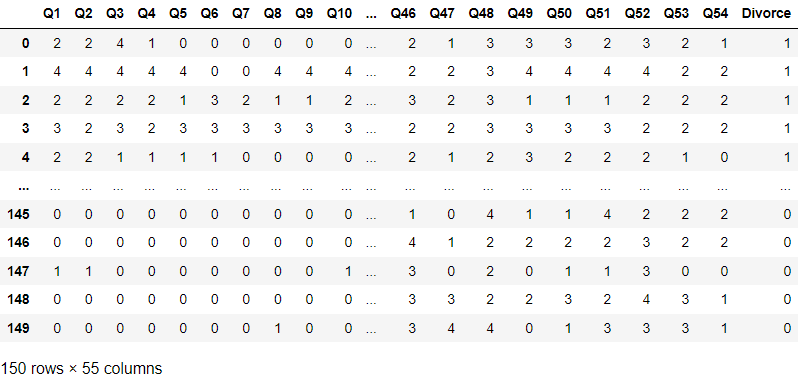 Q1 Q2 Q3 Q4 Q5 Q6 Q7 Q8 Q9 Q10 ... Q46 Q47 Q48 Q49 Q50 Q51 Q52 Q53 Q54 Divorce
0 2 2 4 1 0 0 0 0 0 0 ... 2 1 3 3 3 2 3 2 1 1
1 4 4 4 4 4 0 0 4 4 4 ... 2 2 3 4 4 4 4 2 2 1
2 2 2 2 2 1 3 2 1 1 2 ... 3 2 3 1 1 1 2 2 2 1
3 3 2 3 2 3 3 3 3 3 3 ... 2 2 3 3 3 3 2 2 2 1
4 2 2 1 1 1 1 0 0 0 0 ... 2 1 2 3 2 2 2 1 0 1
... ... ... ... ... ... ... ... ... ... ... ... ... ... ... ... ... ... ... ... ... ...
145 0 0 0 0 0 0 0 0 0 0 ... 1 0 4 1 1 4 2 2 2 0
146 0 0 0 0 0 0 0 0 0 0 ... 4 1 2 2 2 2 3 2 2 0
147 1 1 0 0 0 0 0 0 0 1 ... 3 0 2 0 1 1 3 0 0 0
148 0 0 0 0 0 0 0 0 0 0 ... 3 3 2 2 3 2 4 3 1 0
149 0 0 0 0 0 0 0 1 0 0 ... 3 4 4 0 1 3 3 3 1 0
150 rows × 55 columns